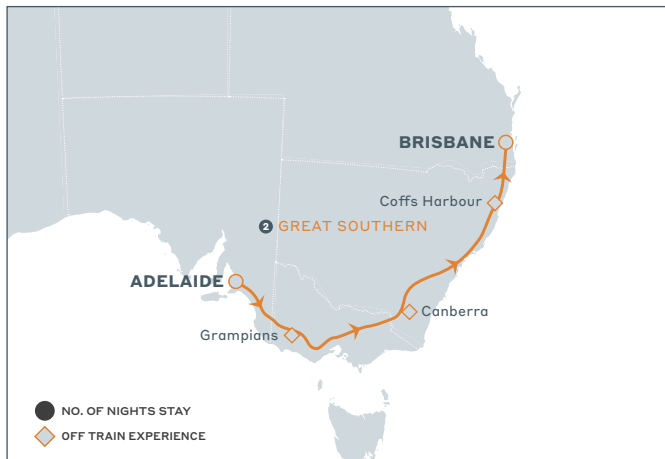 BRISBANE
Coffs Harbour
2 GREAT SOUTHERN
ADELAIDE
Canberra
Grampians
NO. OF NIGHTS STAY
OFF TRAIN EXPERIENCE